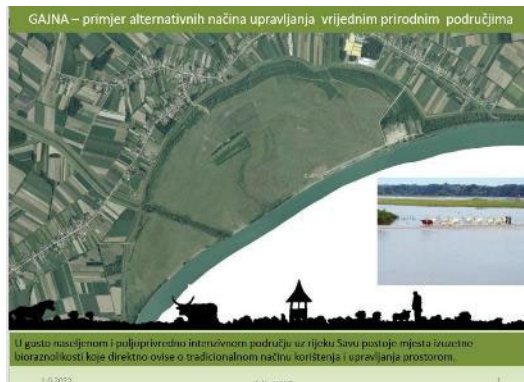 GAJNA – primjer alternativnih načina upravljanja vrijednim prirodnim područjima
U gusto naseljenom i poljoprivredno intenzivnom području uz rijeku Savu postoje mjesta izuzetne
bioraznolikosti koje direktno ovise o tradicionalnom načinu korištenja i upravljanja prostorom.